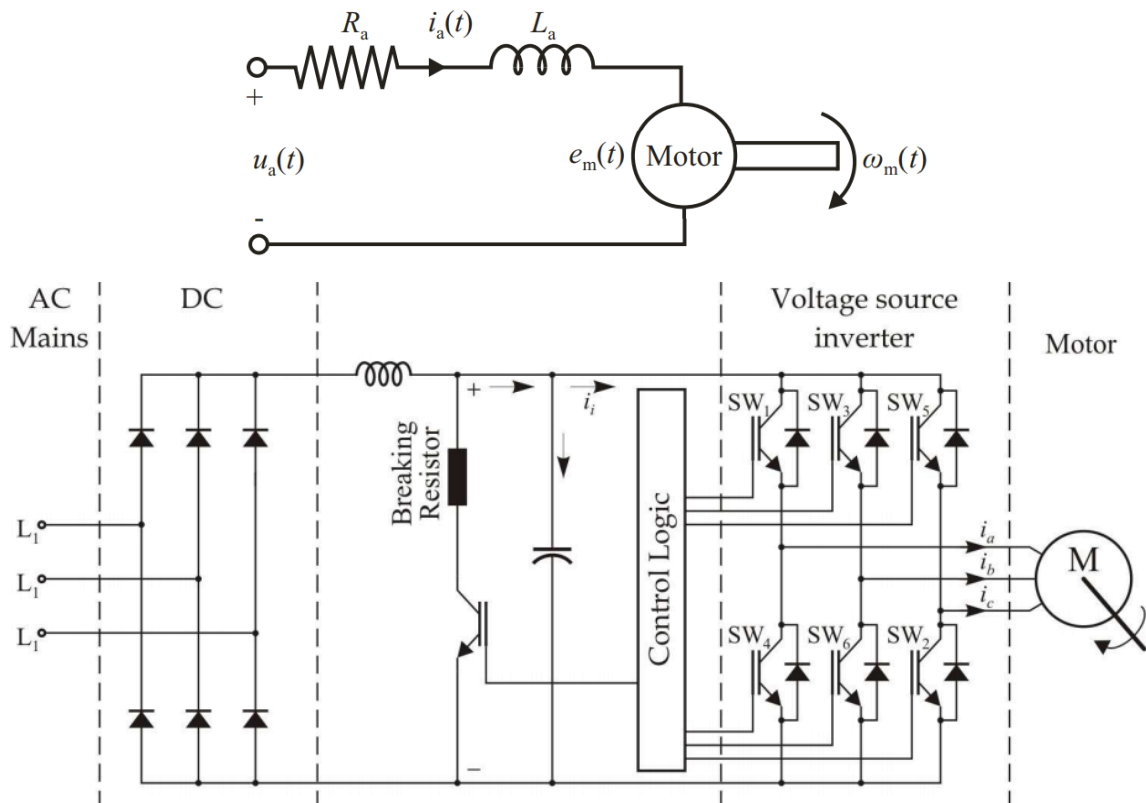 Ra ia(t) La
+
ua(t)
-
em(t) Motor ωm(t)
AC
Mains
DC
Voltage source
inverter
Motor
+
ii
Breaking
Resistor
−
Control Logic
SW1 SW3 SW5
L1
L1
L1
ia
ib
ic
M
SW4 SW6 SW2